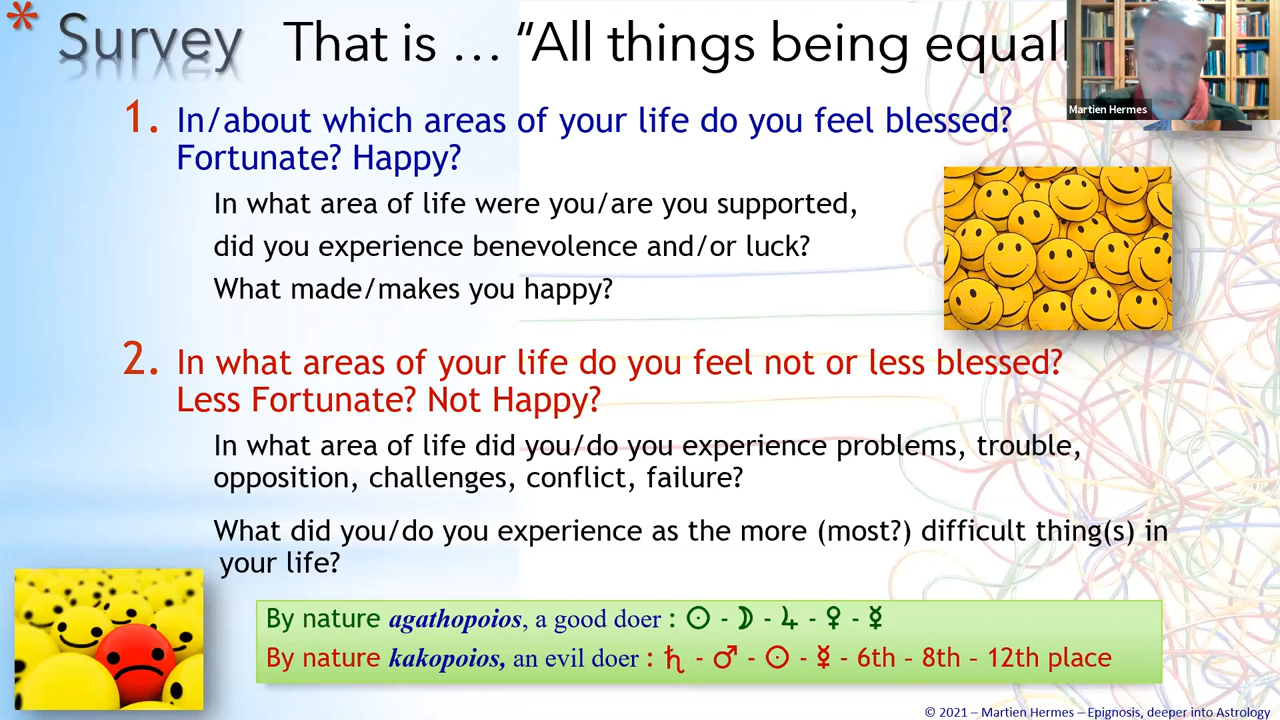 * Survey That is … “All things being equall
Martien Hermes
1. In/about which areas of your life do you feel blessed?
Fortunate? Happy?
In what area of life were you/are you supported,
did you experience benevolence and/or luck?
What made/makes you happy?
2. In what areas of your life do you feel not or less blessed?
Less Fortunate? Not Happy?
In what area of life did you/do you experience problems, trouble,
opposition, challenges, conflict, failure?
What did you/do you experience as the more (most?) difficult thing(s) in
your life?
By nature agathopoios, a good doer : ☉ - ☽ - ♃ - ♀ - ☿
By nature kakopoios, an evil doer : ♄ - ♂ - ☉ - ☿ - 6th – 8th – 12th place
© 2021 – Martien Hermes – Epignosis, deeper into Astrology